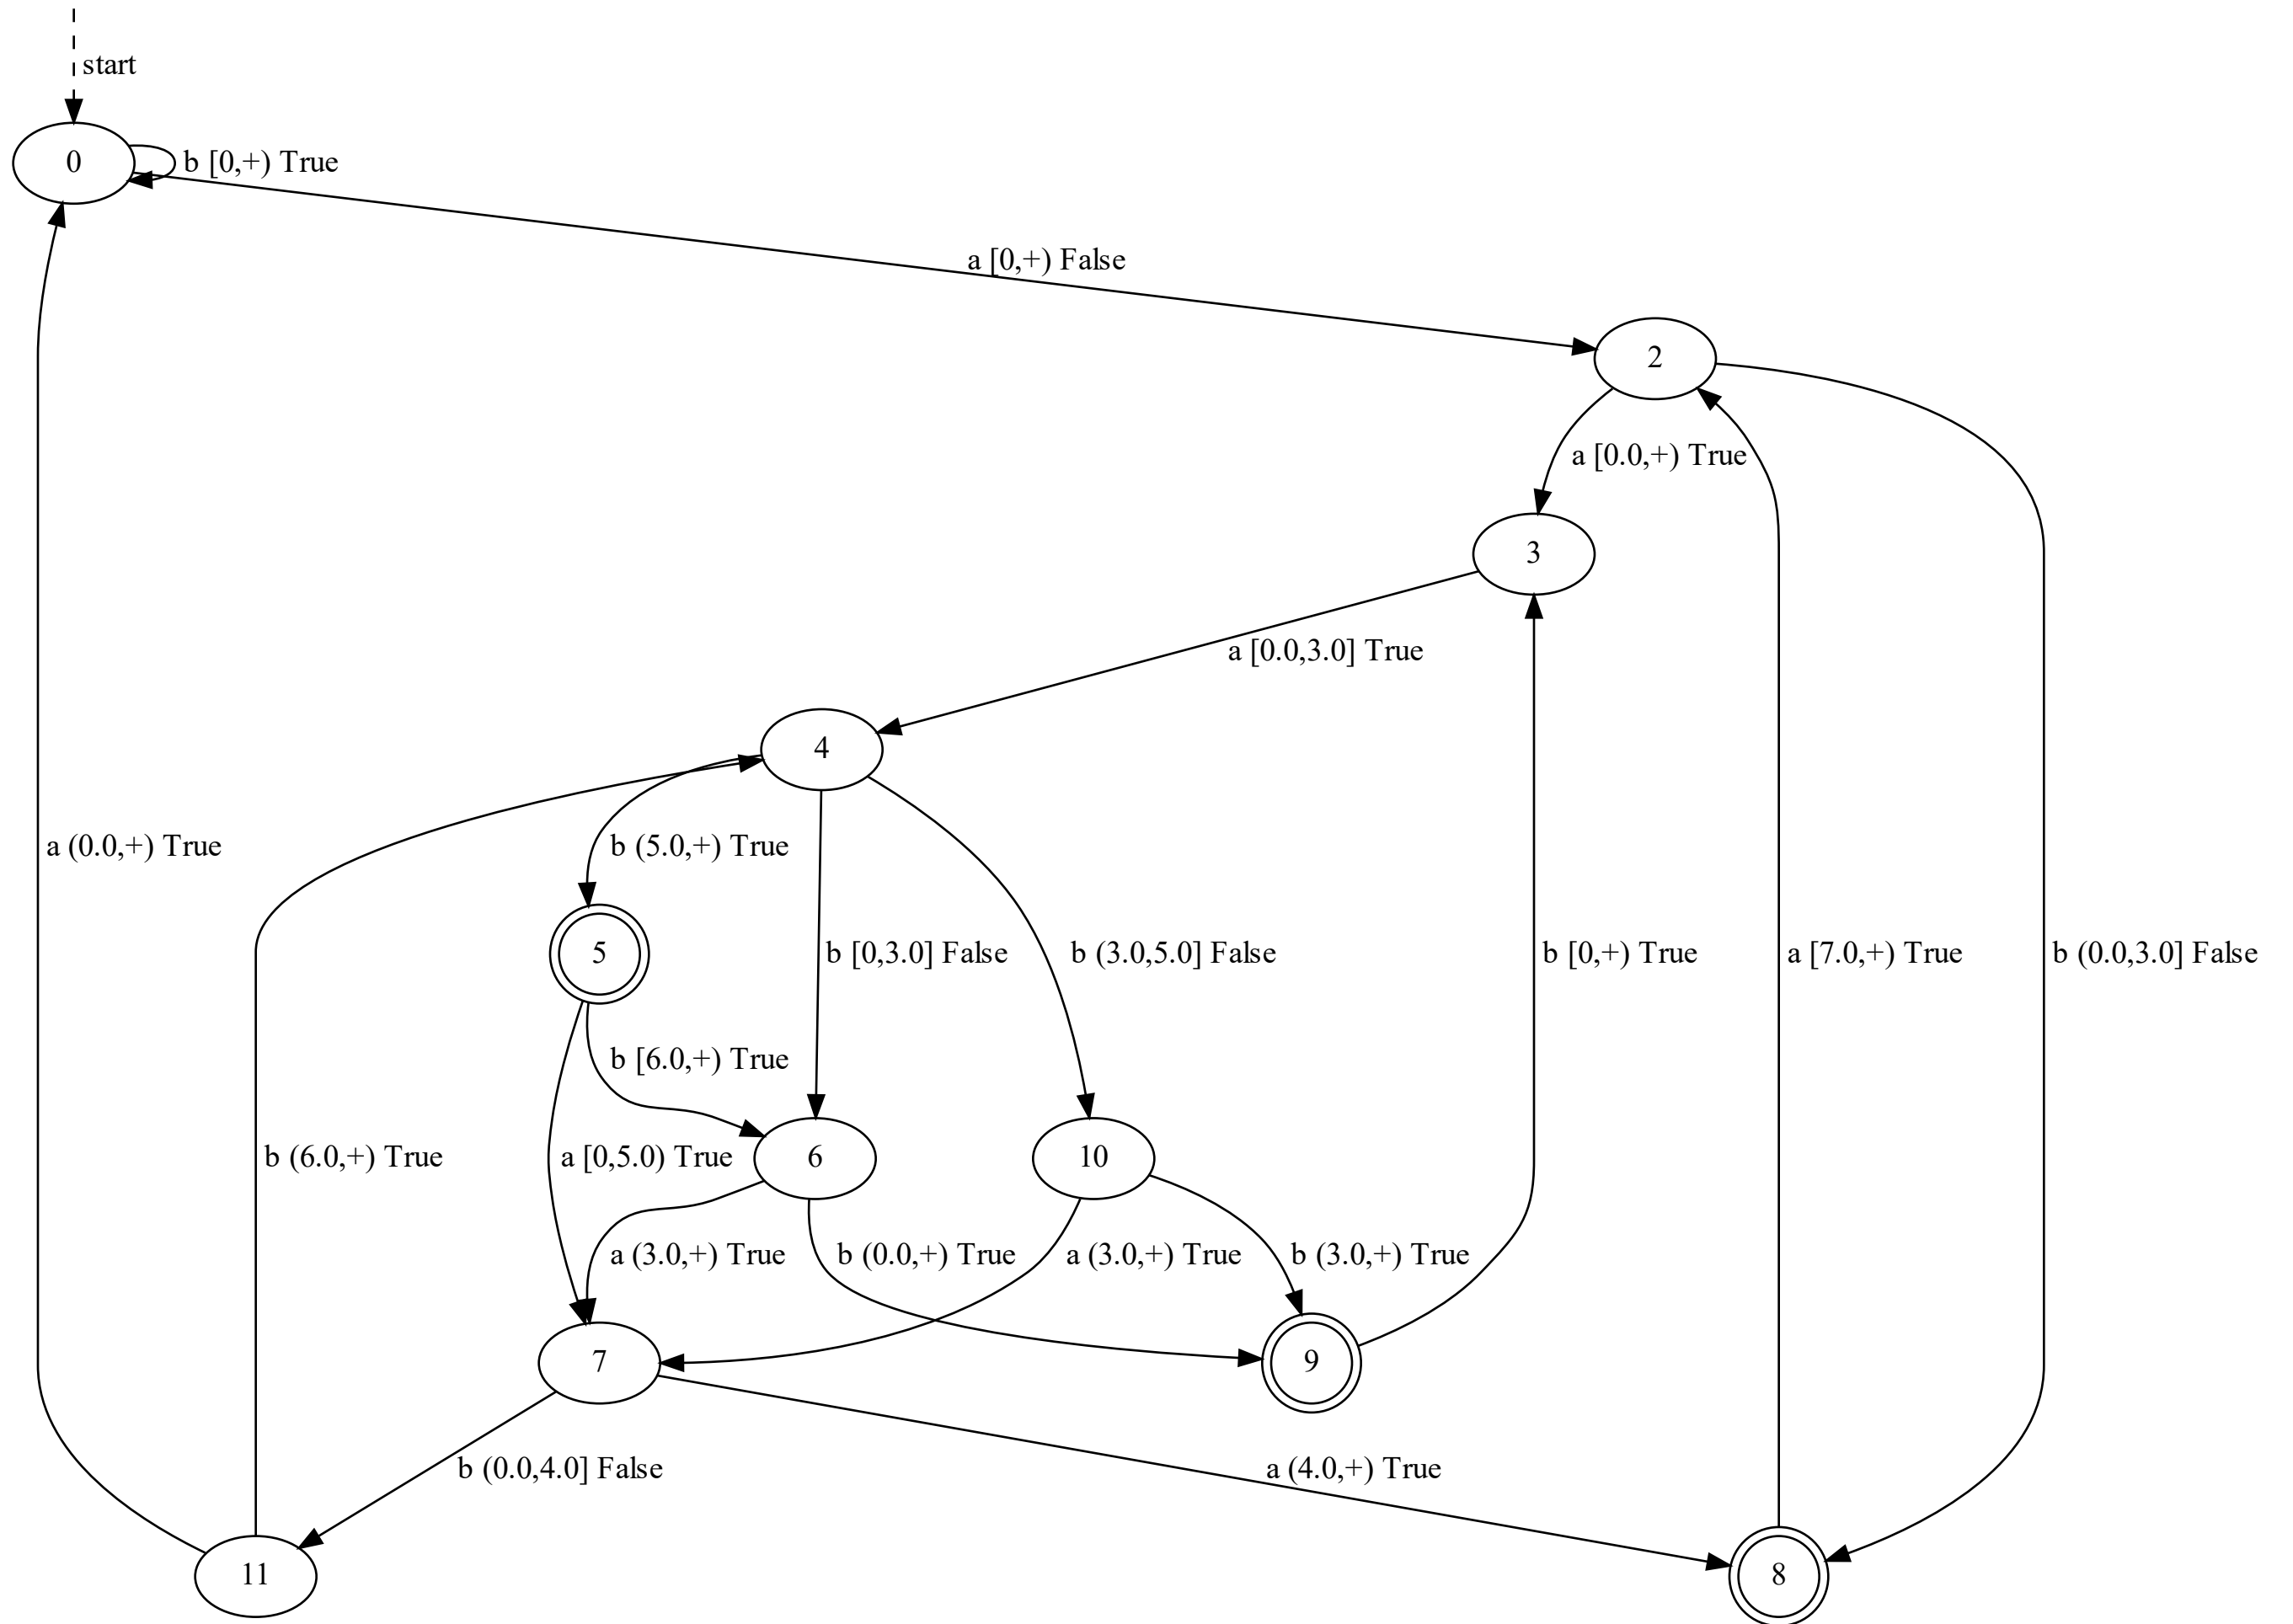 start
0
b [0,+) True
a [0,+) False
2
a [0.0,+) True
3
a [0.0,3.0] True
4
a (0.0,+) True
b (5.0,+) True
5
b [0,3.0] False
b (3.0,5.0] False
b [0,+) True
a [7.0,+) True
b (0.0,3.0] False
b [6.0,+) True
b (6.0,+) True
a [0,5.0) True
6
10
a (3.0,+) True
b (0.0,+) True
a (3.0,+) True
b (3.0,+) True
7
9
b (0.0,4.0] False
a (4.0,+) True
11
8